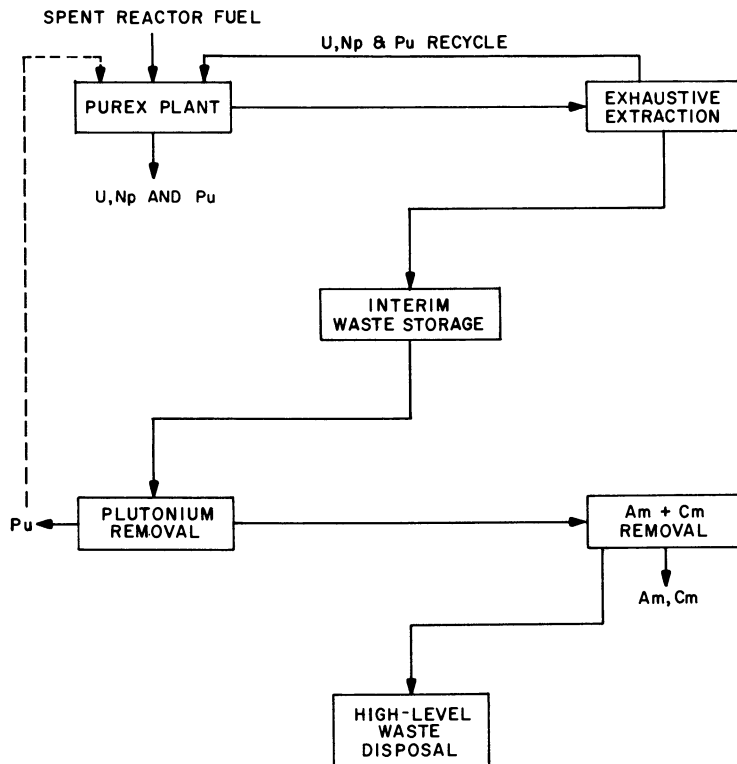 SPENT REACTOR FUEL
U,Np & Pu RECYCLE
PUREX PLANT
EXHAUSTIVE
EXTRACTION
U,Np AND Pu
INTERIM
WASTE STORAGE
Pu
PLUTONIUM
REMOVAL
Am + Cm
REMOVAL
Am, Cm
HIGH-LEVEL
WASTE
DISPOSAL